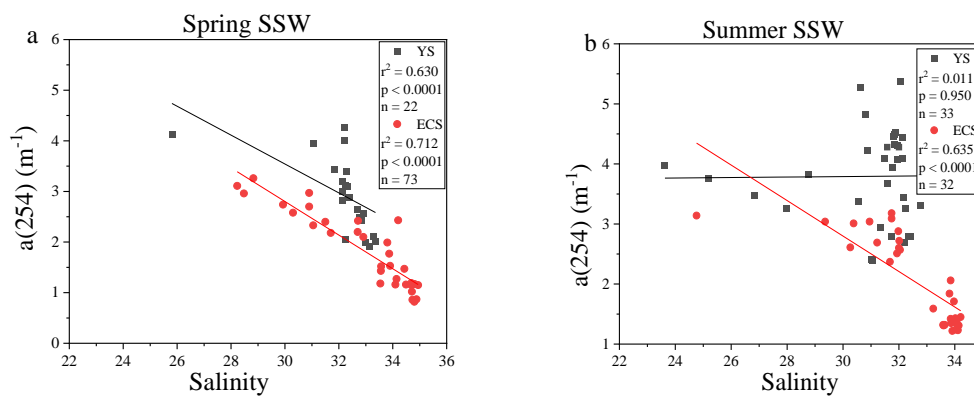 Spring SSW
a
YS
r² = 0.630
p < 0.0001
n = 22
ECS
r² = 0.712
p < 0.0001
n = 73
a(254) (m⁻¹)
6
5
4
3
2
1
0
22 24 26 28 30 32 34 36
Salinity
Summer SSW
b
YS
r² = 0.011
p = 0.950
n = 33
ECS
r² = 0.635
p < 0.0001
n = 32
a(254) (m⁻¹)
6
5
4
3
2
1
22 24 26 28 30 32 34
Salinity